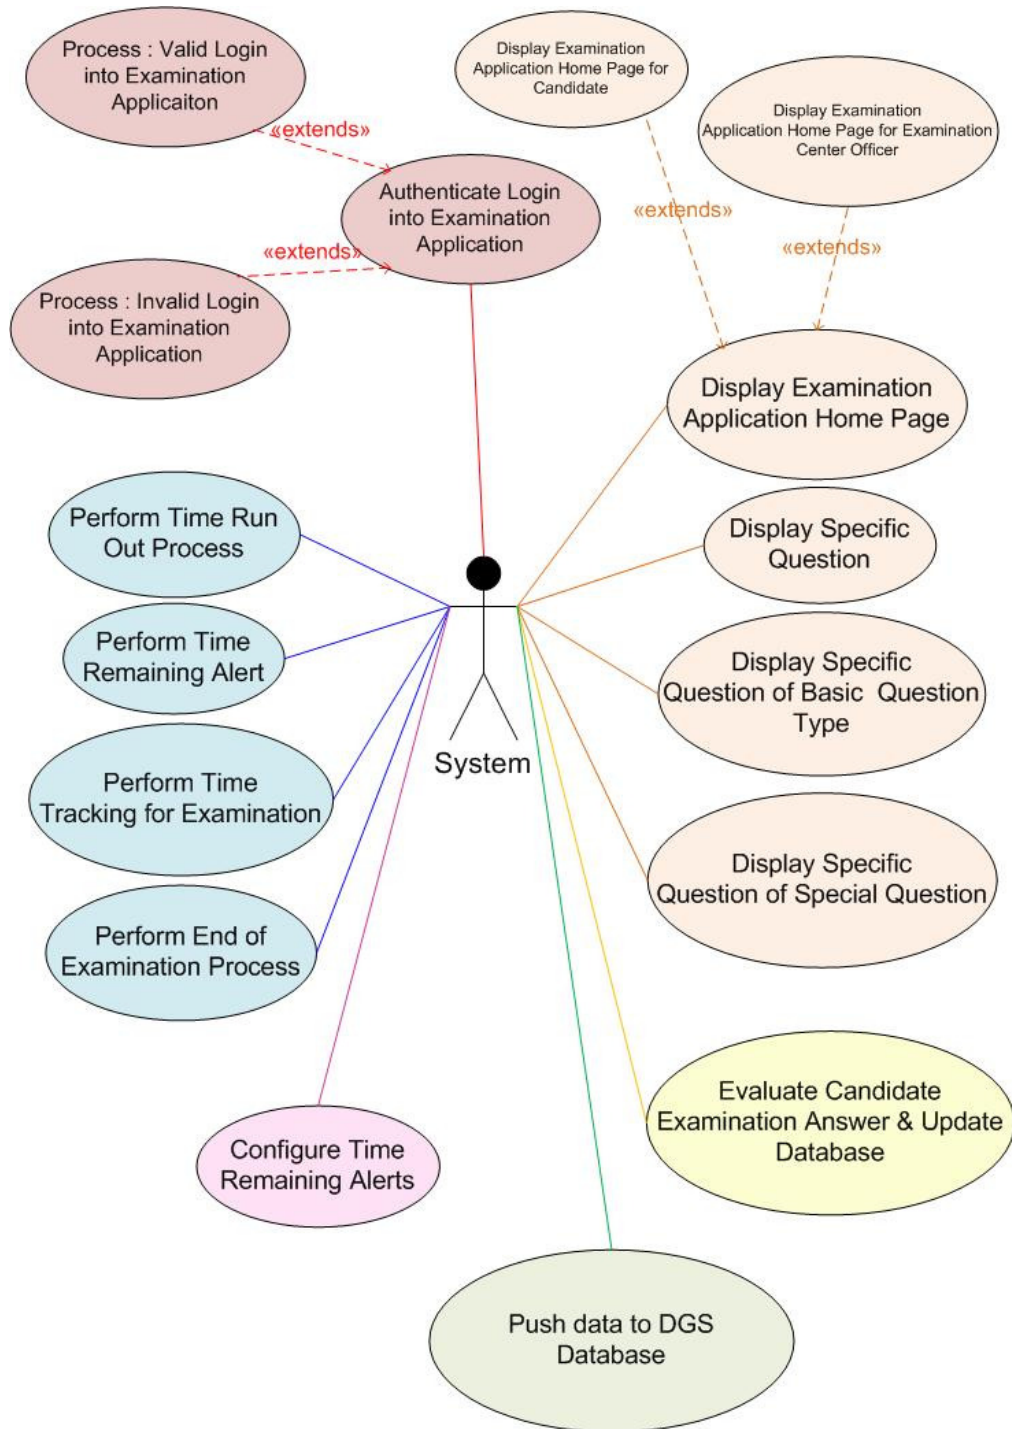 Process : Valid Login
into Examination
Applicaiton
Display Examination
Application Home Page for
Candidate
Display Examination
Application Home Page for Examination
Center Officer
«extends»
Authenticate Login
into Examination
Application
«extends»
«extends»
«extends»
Process : Invalid Login
into Examination
Application
Display Examination
Application Home Page
Perform Time Run
Out Process
Display Specific
Question
Perform Time
Remaining Alert
Display Specific
Question of Basic Question
Type
System
Perform Time
Tracking for Examination
Display Specific
Question of Special Question
Perform End of
Examination Process
Evaluate Candidate
Examination Answer & Update
Database
Configure Time
Remaining Alerts
Push data to DGS
Database